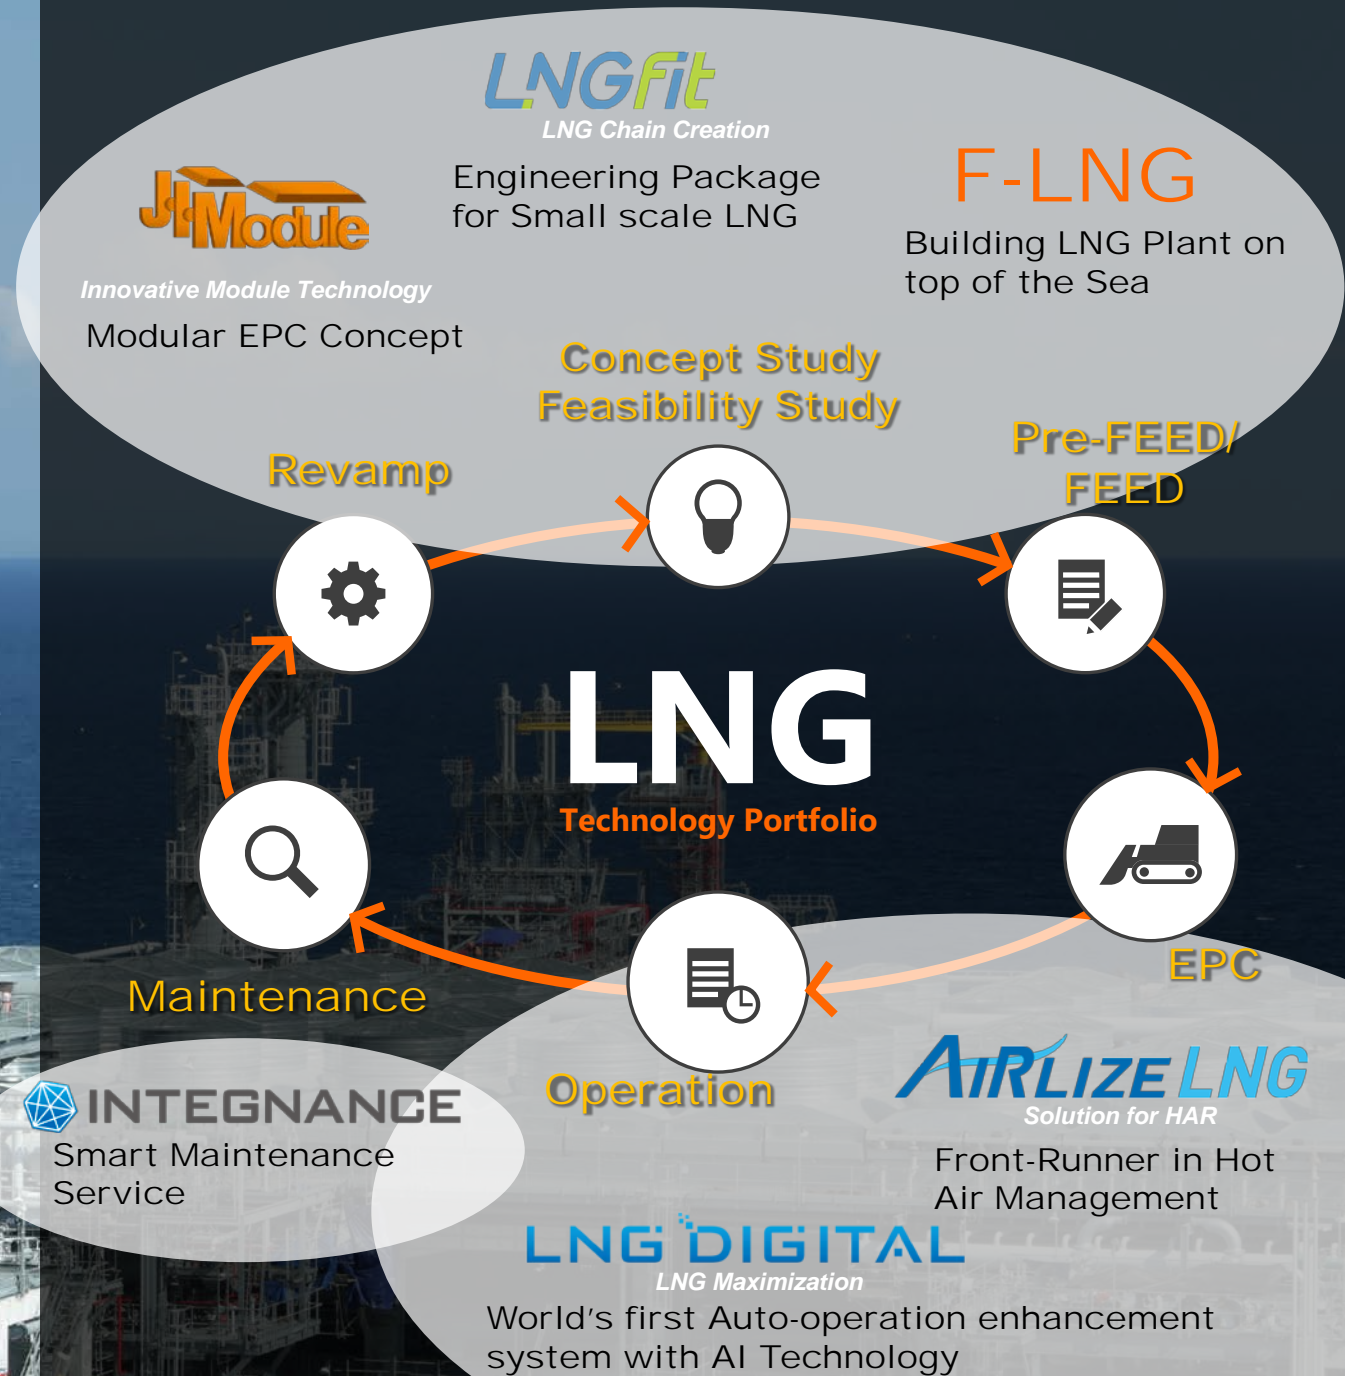 LNGFit
LNG Chain Creation
Engineering Package
for Small scale LNG
F-LNG
Building LNG Plant on
top of the Sea
JJ-Module
Innovative Module Technology
Modular EPC Concept
Concept Study
Feasibility Study
Pre-FEED/
FEED
Revamp
LNG
Technology Portfolio
EPC
Maintenance
Operation
INTEGNANCE
Smart Maintenance
Service
AIRLIZE LNG
Solution for HAR
Front-Runner in Hot
Air Management
LNG DIGITAL
LNG Maximization
World's first Auto-operation enhancement
system with AI Technology